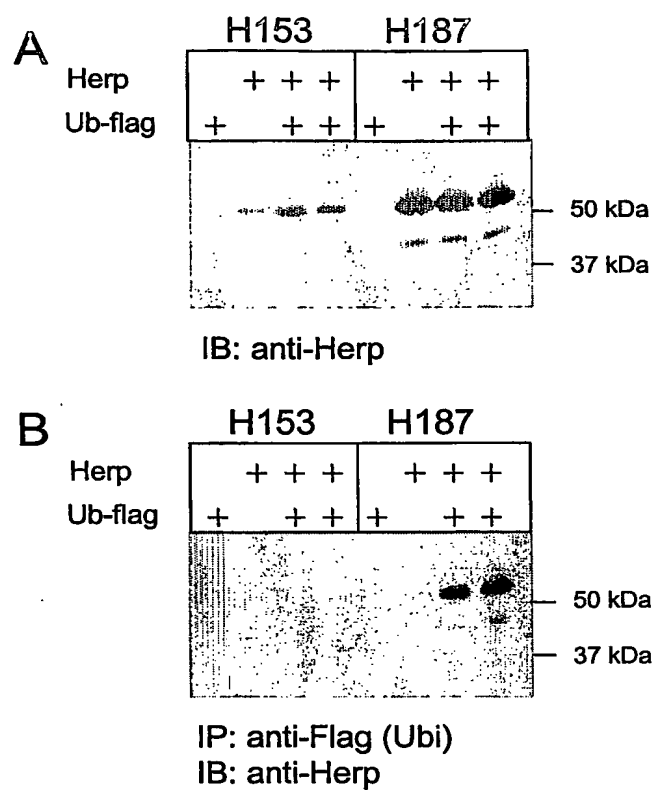 A
H153 H187
Herp + + + + + +
Ub-flag + + + + + +
50 kDa
37 kDa
IB: anti-Herp
B
H153 H187
Herp + + + + + +
Ub-flag + + + + + +
50 kDa
37 kDa
IP: anti-Flag (Ubi)
IB: anti-Herp